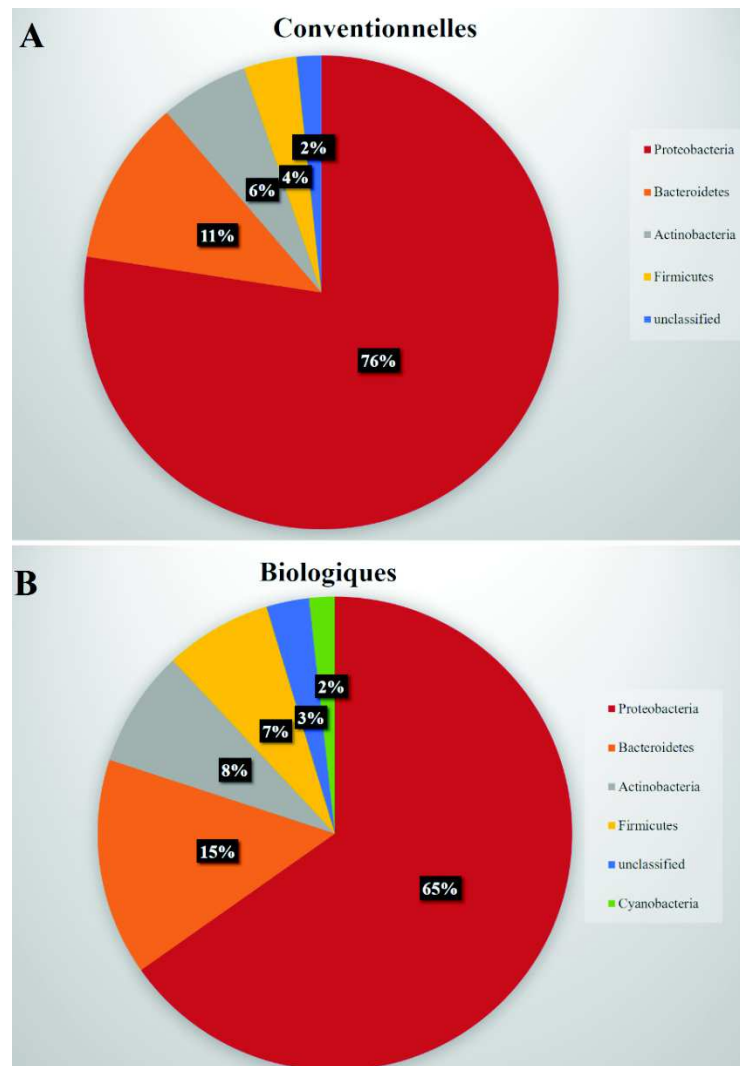 A
Conventionnelles
2%
4%
6%
11%
76%
Proteobacteria
Bacteroidetes
Actinobacteria
Firmicutes
unclassified
B
Biologiques
2%
3%
7%
8%
15%
65%
Proteobacteria
Bacteroidetes
Actinobacteria
Firmicutes
unclassified
Cyanobacteria